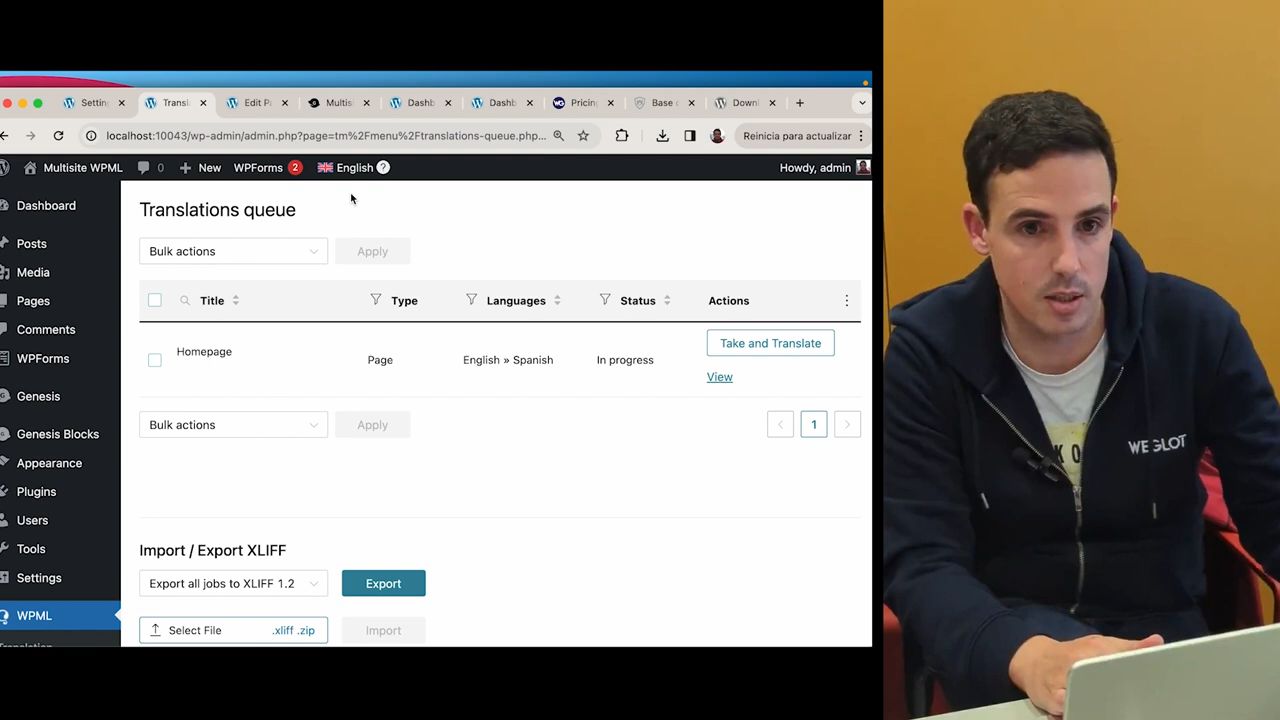 Settin
Transl
Edit P
Multis
Dashb
Dashb
Pricing
Base
Downl
localhost:10043/wp-admin/admin.php?page=tm%2Fmenu%2Ftranslations-queue.php...
Reinicia para actualizar
Multisite WPML
0
New
WPForms 2
English ?
Howdy, admin
Dashboard
Posts
Media
Pages
Comments
WPForms
Genesis
Genesis Blocks
Appearance
Plugins
Users
Tools
Settings
WPML
Translations queue
Bulk actions
Apply
Title
Type
Languages
Status
Actions
Homepage
Page
English » Spanish
In progress
Take and Translate
View
Bulk actions
Apply
1
Import / Export XLIFF
Export all jobs to XLIFF 1.2
Export
Select File
.xliff .zip
Import
WEGLOT